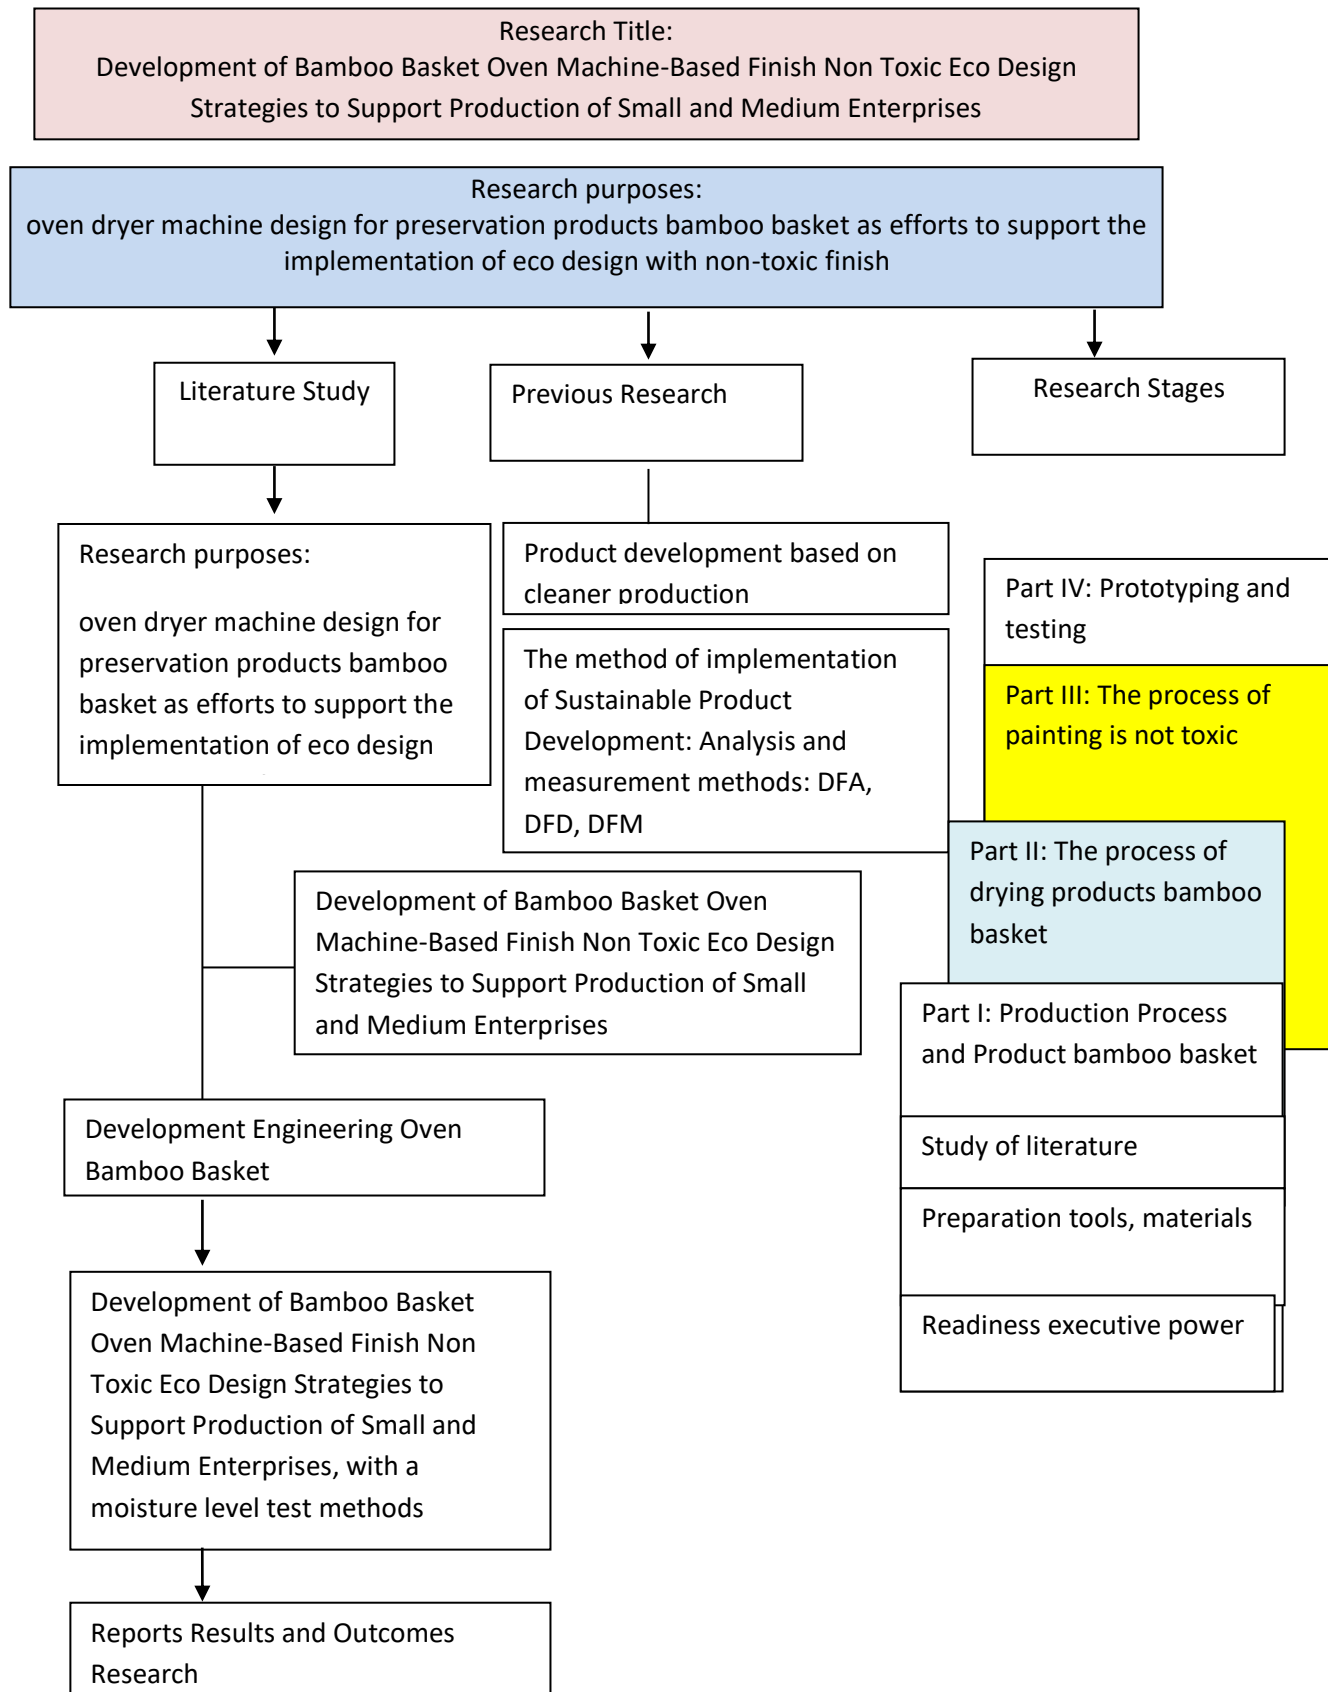 Research Title:
Development of Bamboo Basket Oven Machine-Based Finish Non Toxic Eco Design
Strategies to Support Production of Small and Medium Enterprises
Research purposes:
oven dryer machine design for preservation products bamboo basket as efforts to support the
implementation of eco design with non-toxic finish
Literature Study
Previous Research
Research Stages
Research purposes:
oven dryer machine design for
preservation products bamboo
basket as efforts to support the
implementation of eco design
Product development based on
cleaner production
The method of implementation
of Sustainable Product
Development: Analysis and
measurement methods: DFA,
DFD, DFM
Part IV: Prototyping and
testing
Part III: The process of
painting is not toxic
Part II: The process of
drying products bamboo
basket
Part I: Production Process
and Product bamboo basket
Study of literature
Preparation tools, materials
Readiness executive power
Development of Bamboo Basket Oven
Machine-Based Finish Non Toxic Eco Design
Strategies to Support Production of Small
and Medium Enterprises
Development Engineering Oven
Bamboo Basket
Development of Bamboo Basket
Oven Machine-Based Finish Non
Toxic Eco Design Strategies to
Support Production of Small and
Medium Enterprises, with a
moisture level test methods
Reports Results and Outcomes
Research